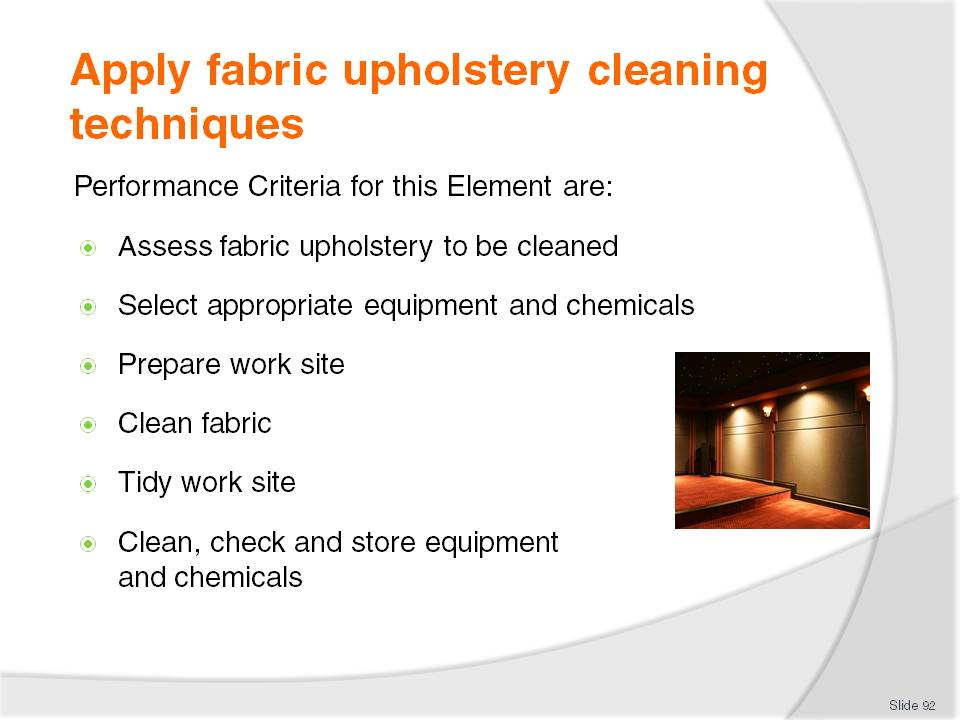 Apply fabric upholstery cleaning
techniques
Performance Criteria for this Element are:
Assess fabric upholstery to be cleaned
Select appropriate equipment and chemicals
Prepare work site
Clean fabric
Tidy work site
Clean, check and store equipment
and chemicals
Slide 92